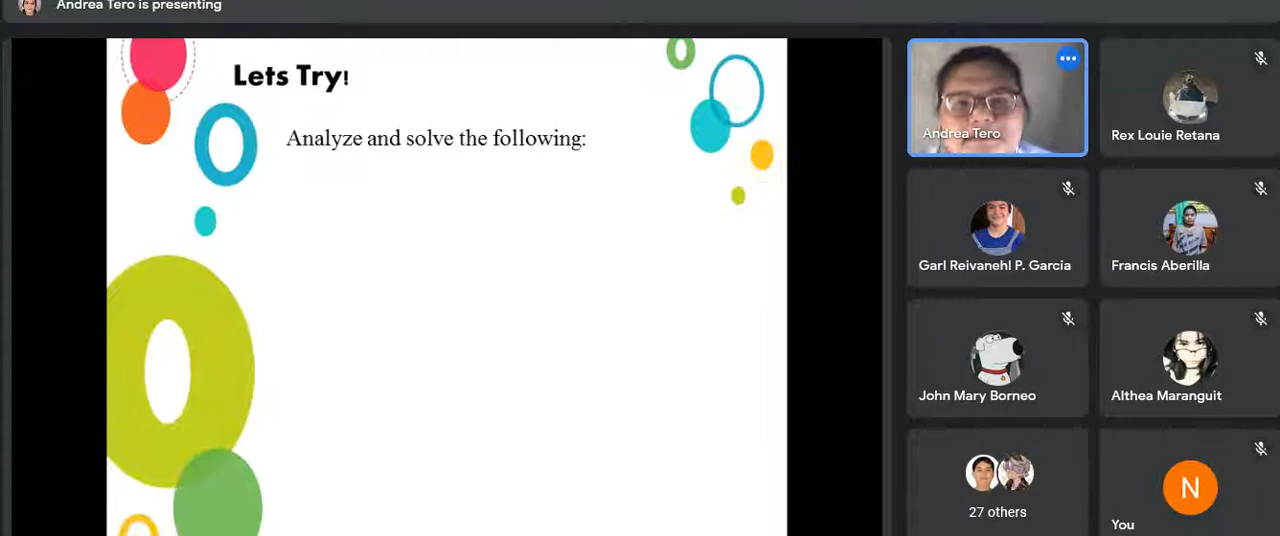 Andrea Tero is presenting
Lets Try!
Analyze and solve the following:
Andrea Tero
Rex Louie Retana
Garl Reivanehl P. Garcia
Francis Aberilla
John Mary Borneo
Althea Maranguit
27 others
N
You